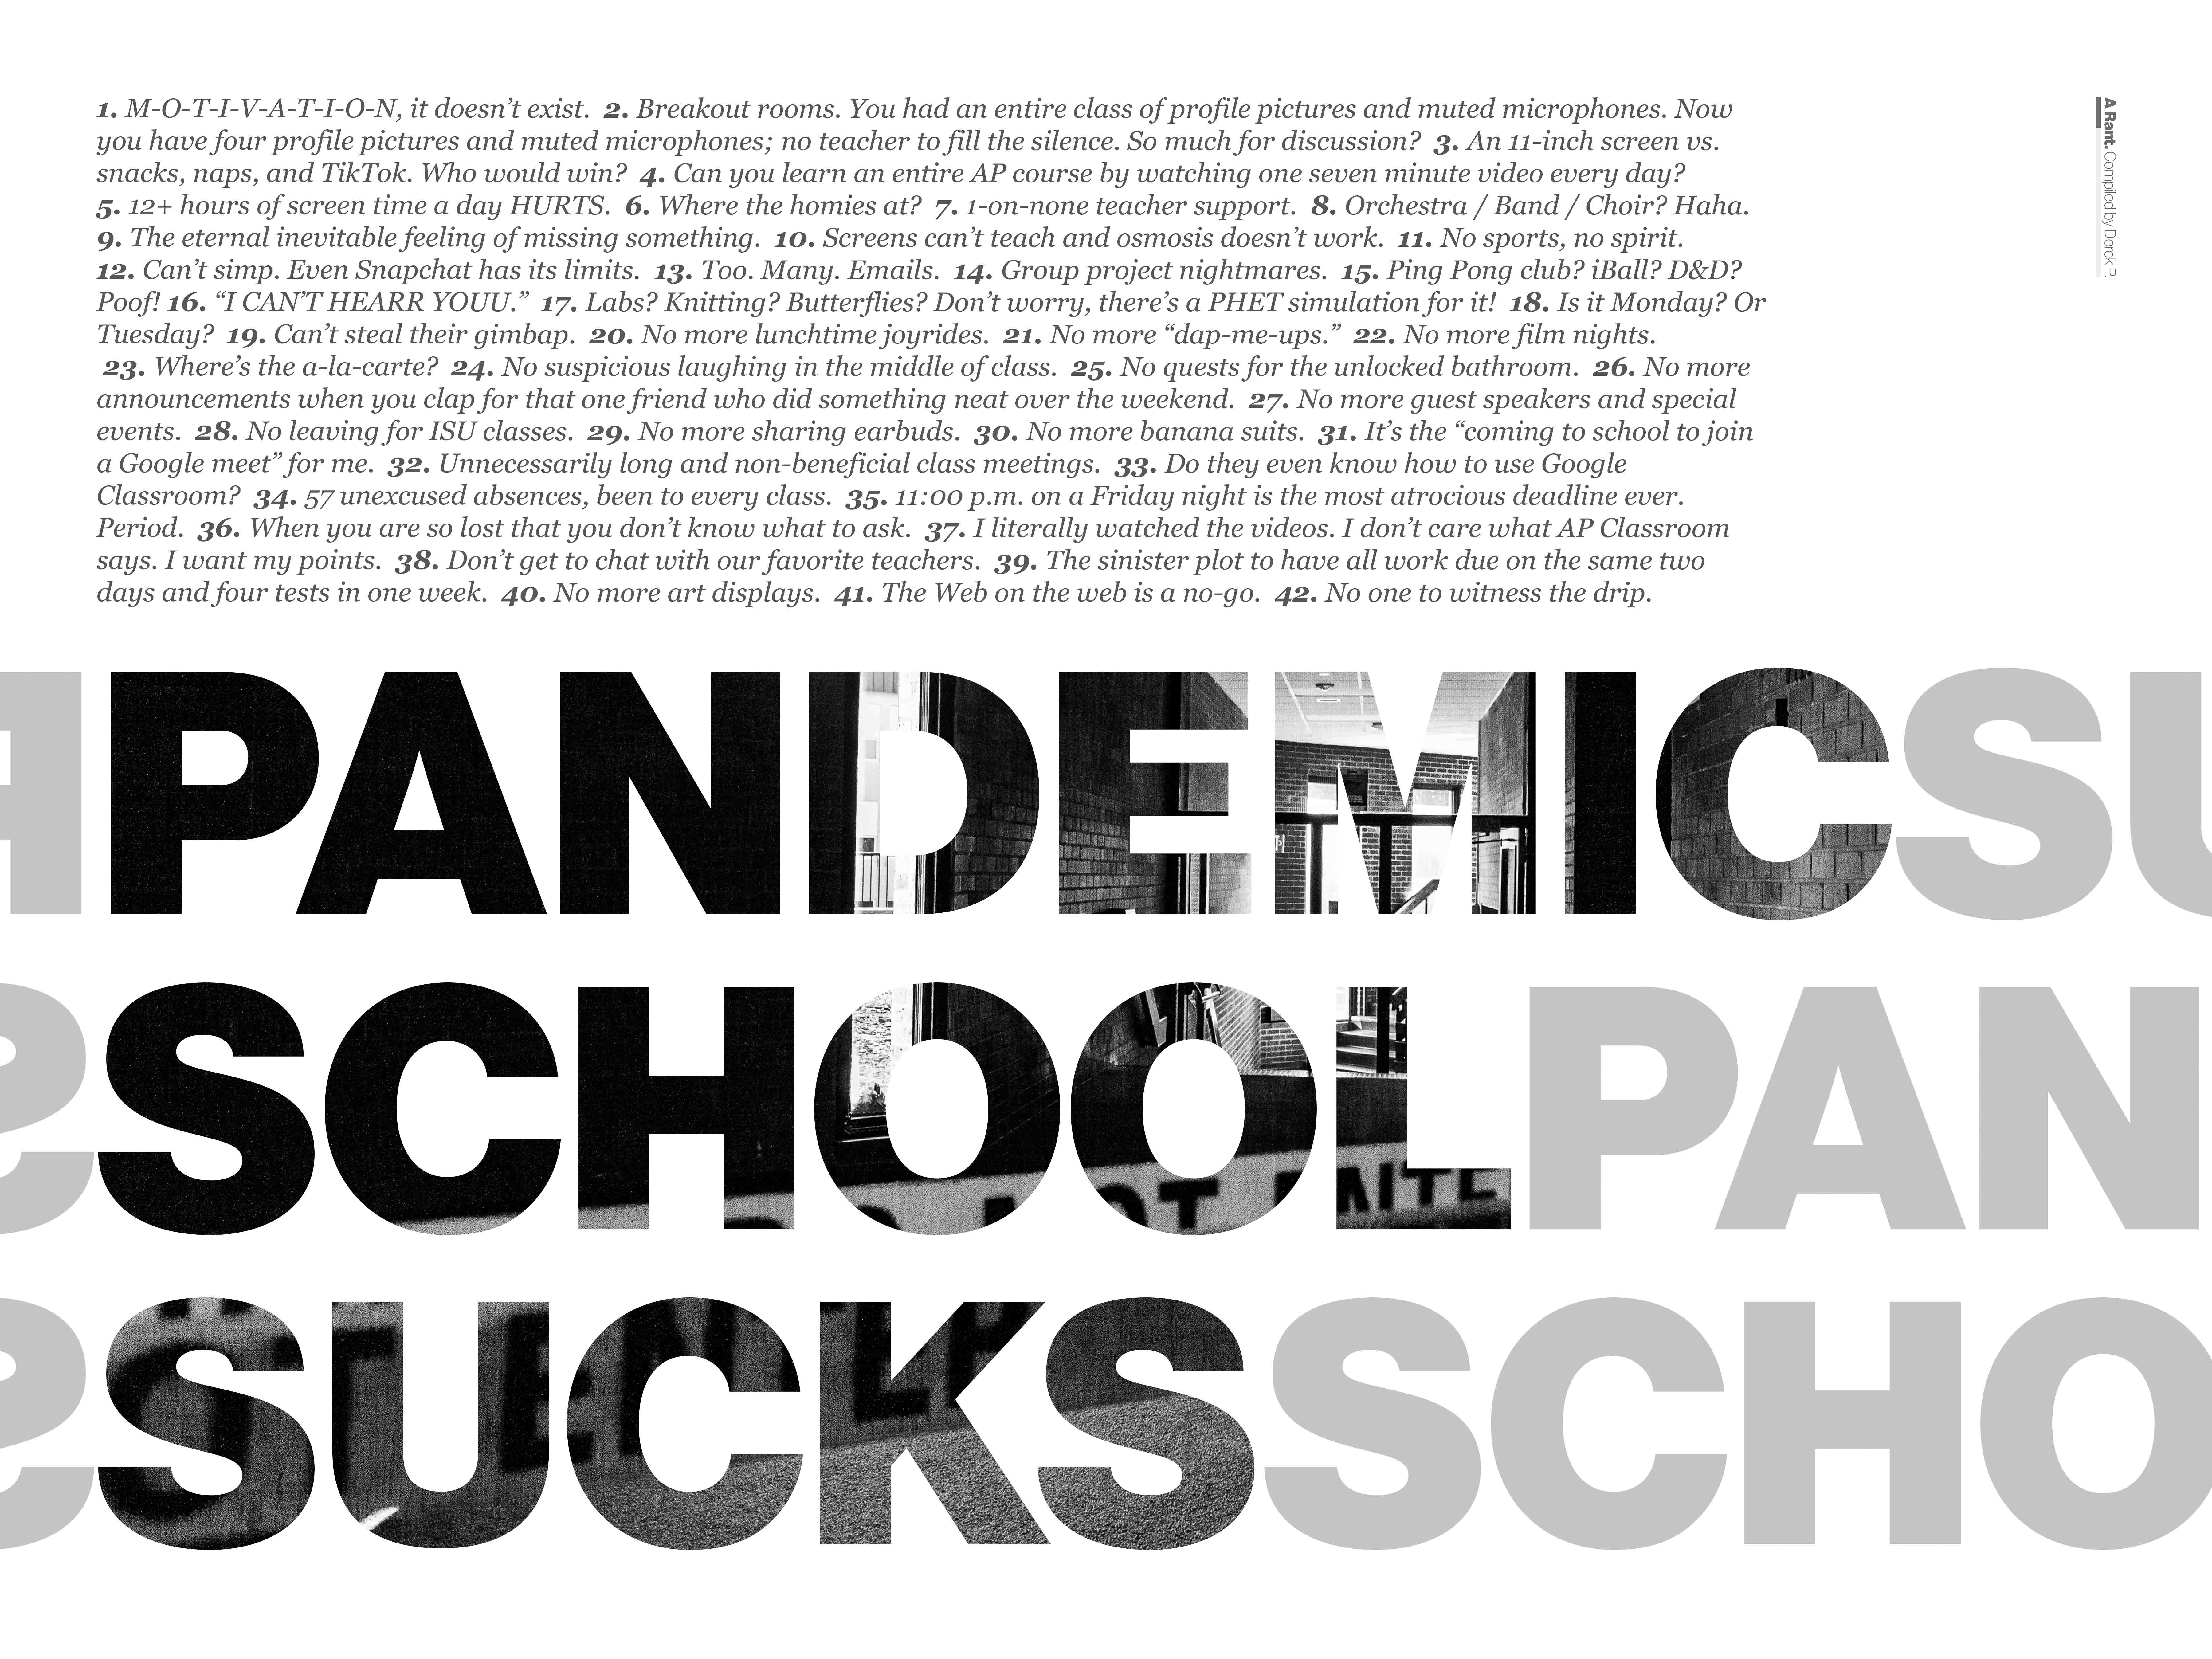 1. M-O-T-I-V-A-T-I-O-N, it doesn’t exist. 2. Breakout rooms. You had an entire class of profile pictures and muted microphones. Now
you have four profile pictures and muted microphones; no teacher to fill the silence. So much for discussion? 3. An 11-inch screen vs.
snacks, naps, and TikTok. Who would win? 4. Can you learn an entire AP course by watching one seven minute video every day?
5. 12+ hours of screen time a day HURTS. 6. Where the homies at? 7. 1-on-none teacher support. 8. Orchestra / Band / Choir? Haha.
9. The eternal inevitable feeling of missing something. 10. Screens can’t teach and osmosis doesn’t work. 11. No sports, no spirit.
12. Can’t simp. Even Snapchat has its limits. 13. Too. Many. Emails. 14. Group project nightmares. 15. Ping Pong club? iBall? D&D?
Poof! 16. “I CAN’T HEARR YOUU.” 17. Labs? Knitting? Butterflies? Don’t worry, there’s a PHET simulation for it! 18. Is it Monday? Or
Tuesday? 19. Can’t steal their gimbap. 20. No more lunchtime joyrides. 21. No more “dap-me-ups.” 22. No more film nights.
23. Where’s the a-la-carte? 24. No suspicious laughing in the middle of class. 25. No quests for the unlocked bathroom. 26. No more
announcements when you clap for that one friend who did something neat over the weekend. 27. No more guest speakers and special
events. 28. No leaving for ISU classes. 29. No more sharing earbuds. 30. No more banana suits. 31. It’s the “coming to school to join
a Google meet” for me. 32. Unnecessarily long and non-beneficial class meetings. 33. Do they even know how to use Google
Classroom? 34. 57 unexcused absences, been to every class. 35. 11:00 p.m. on a Friday night is the most atrocious deadline ever.
Period. 36. When you are so lost that you don’t know what to ask. 37. I literally watched the videos. I don’t care what AP Classroom
says. I want my points. 38. Don’t get to chat with our favorite teachers. 39. The sinister plot to have all work due on the same two
days and four tests in one week. 40. No more art displays. 41. The Web on the web is a no-go. 42. No one to witness the drip.
A Rant. Compiled by Derek P.
PANDEMIC SU
SCHOOL PAN
S SUCKS SCHO